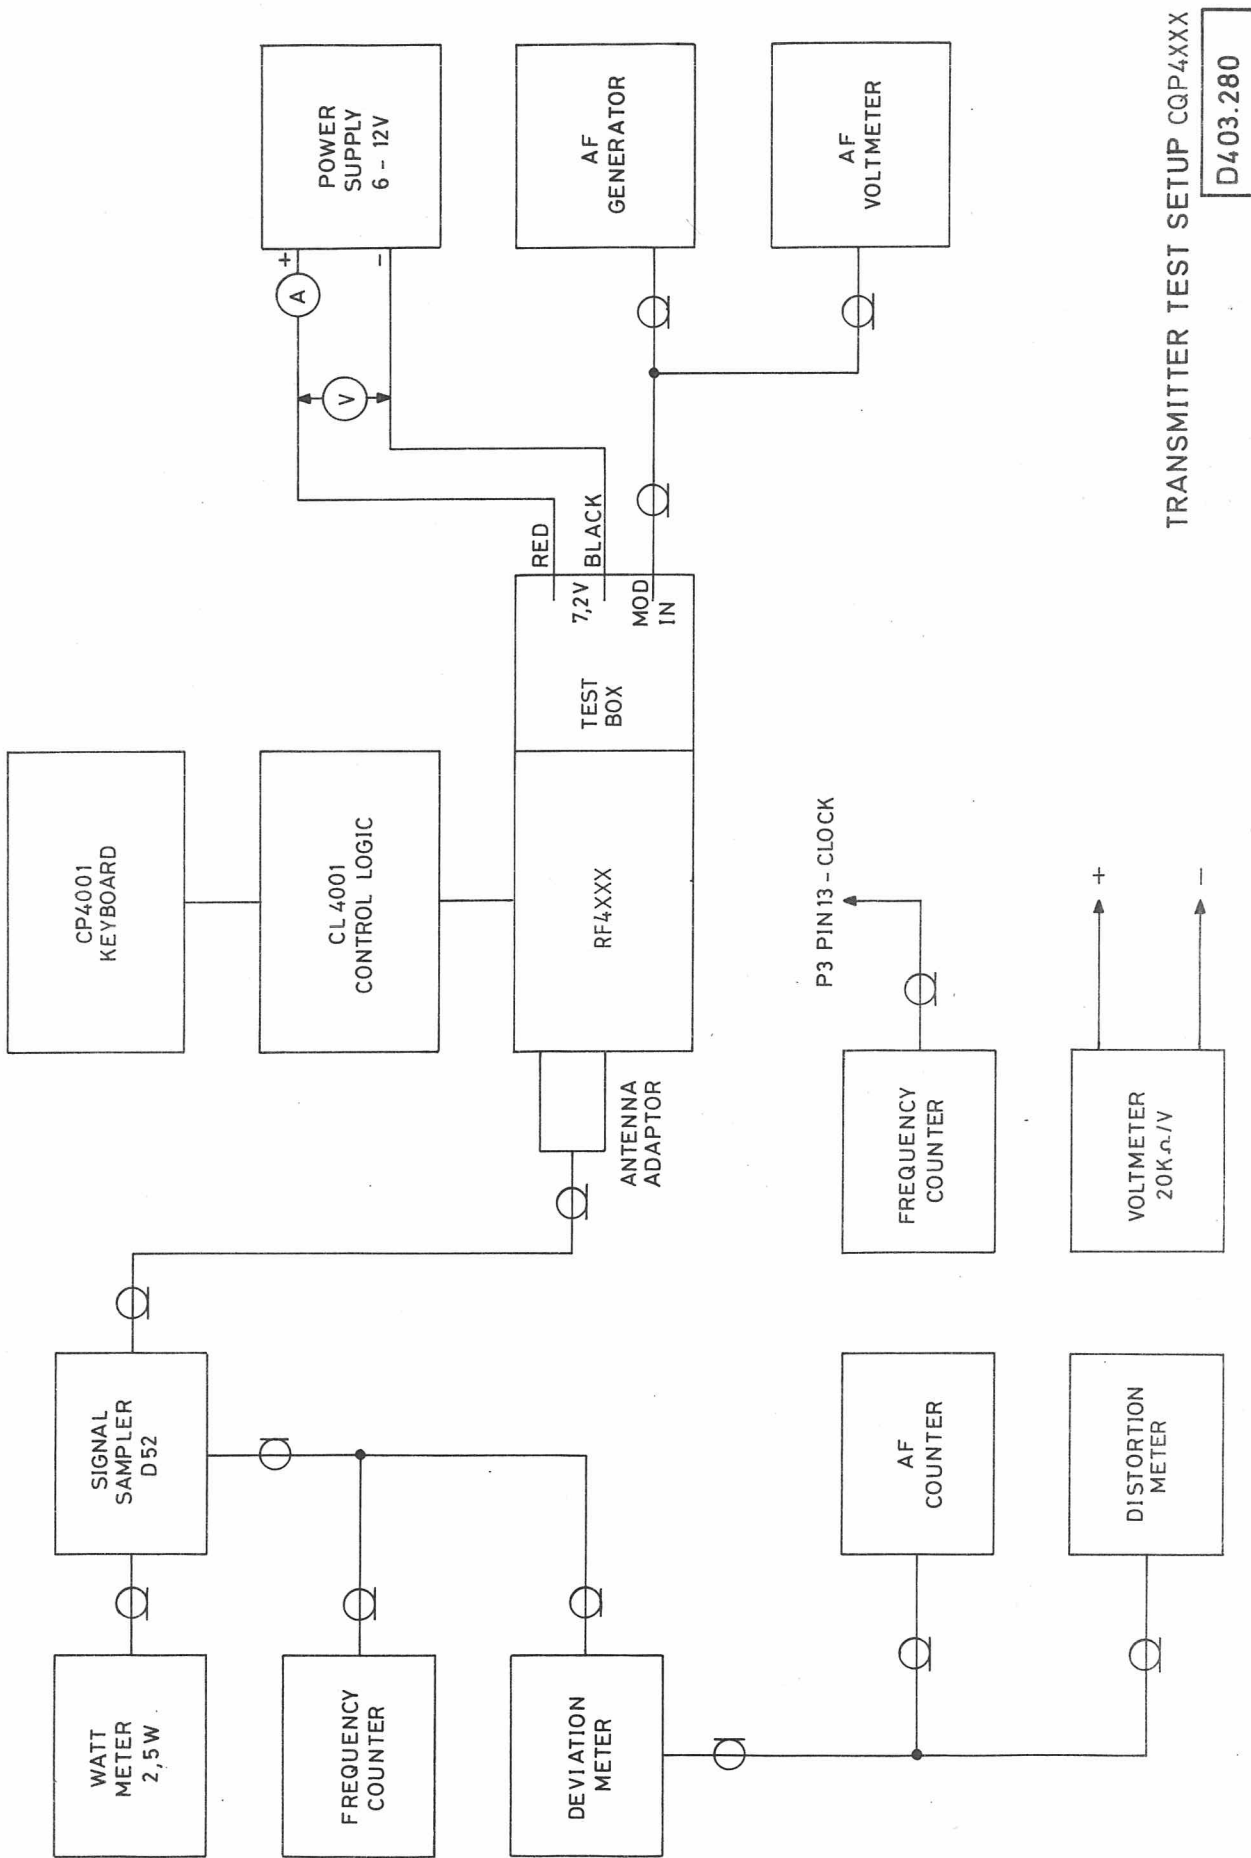 WATT
METER
2,5W
SIGNAL
SAMPLER
D52
FREQUENCY
COUNTER
DEVIATION
METER
CP4001
KEYBOARD
CL4001
CONTROL LOGIC
RF4XXX
ANTENNA
ADAPTOR
TEST
BOX
RED
7,2V
BLACK
MOD
IN
POWER
SUPPLY
6 - 12V
+
-
A
V
AF
GENERATOR
AF
VOLTMETER
AF
COUNTER
DISTORTION
METER
FREQUENCY
COUNTER
P3 PIN13 - CLOCK
VOLTMETER
20KΩ/V
+
-
TRANSMITTER TEST SETUP CQP4XXX
D403.280